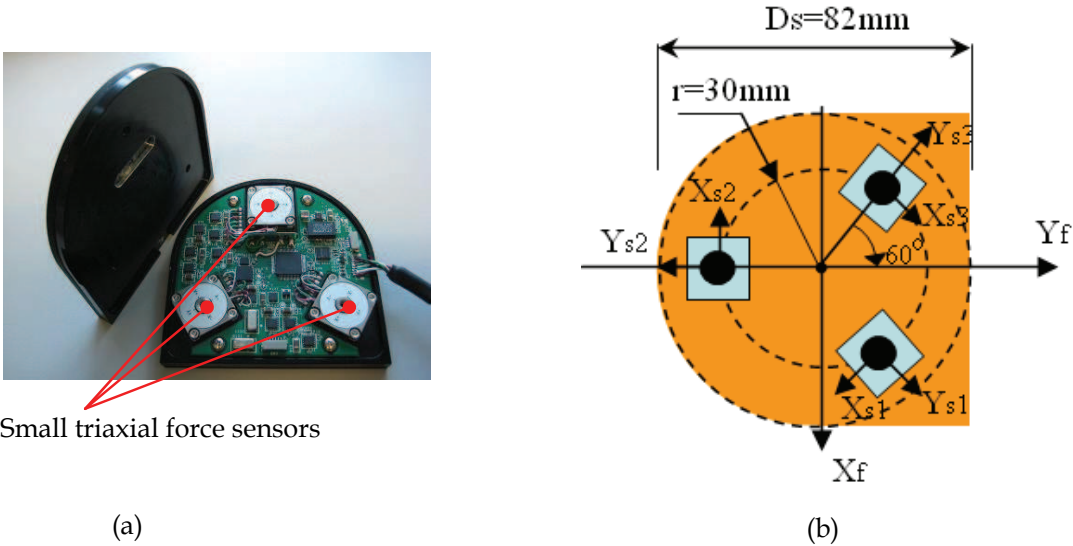 Ds=82mm
r=30mm
Ys3
Xs2
Xs3
Ys2
Yf
60°
Xs1
Ys1
Xf
Small triaxial force sensors
(a)
(b)